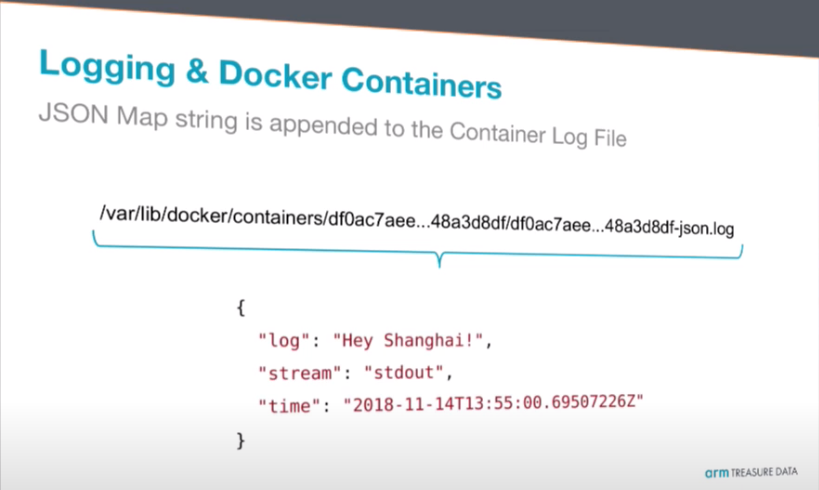 Logging & Docker Containers
JSON Map string is appended to the Container Log File
/var/lib/docker/containers/df0ac7aee...48a3d8df/df0ac7aee...48a3d8df-json.log
{
"log": "Hey Shanghai!",
"stream": "stdout",
"time": "2018-11-14T13:55:00.69507226Z"
}
arm TREASURE DATA